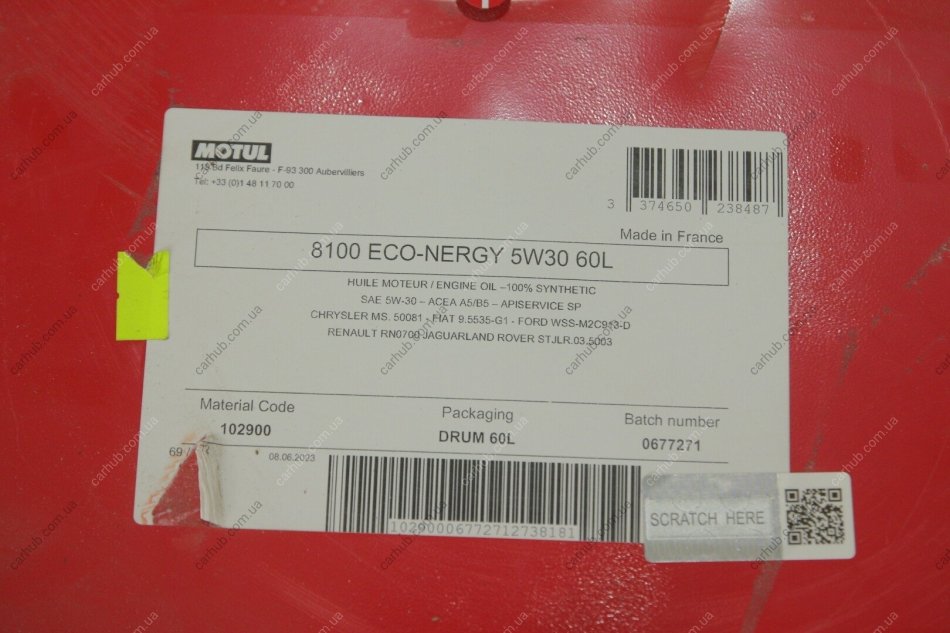 MOTUL
119 Bd Felix Faure - F-93 300 Aubervilliers
Tel: +33 (0)1 48 11 70 00
3 374650 238487
Made in France
8100 ECO-NERGY 5W30 60L
HUILE MOTEUR / ENGINE OIL –100% SYNTHETIC
SAE 5W-30 – ACEA A5/B5 – APISERVICE SP
CHRYSLER MS. 50081 - FIAT 9.5535-G1 - FORD WSS-M2C913-D
RENAULT RN0700 JAGUARLAND ROVER STJLR.03.5003
Material Code
102900
Packaging
DRUM 60L
Batch number
0677271
08.06.2023
10290006772712738181
SCRATCH HERE
carhub.com.ua